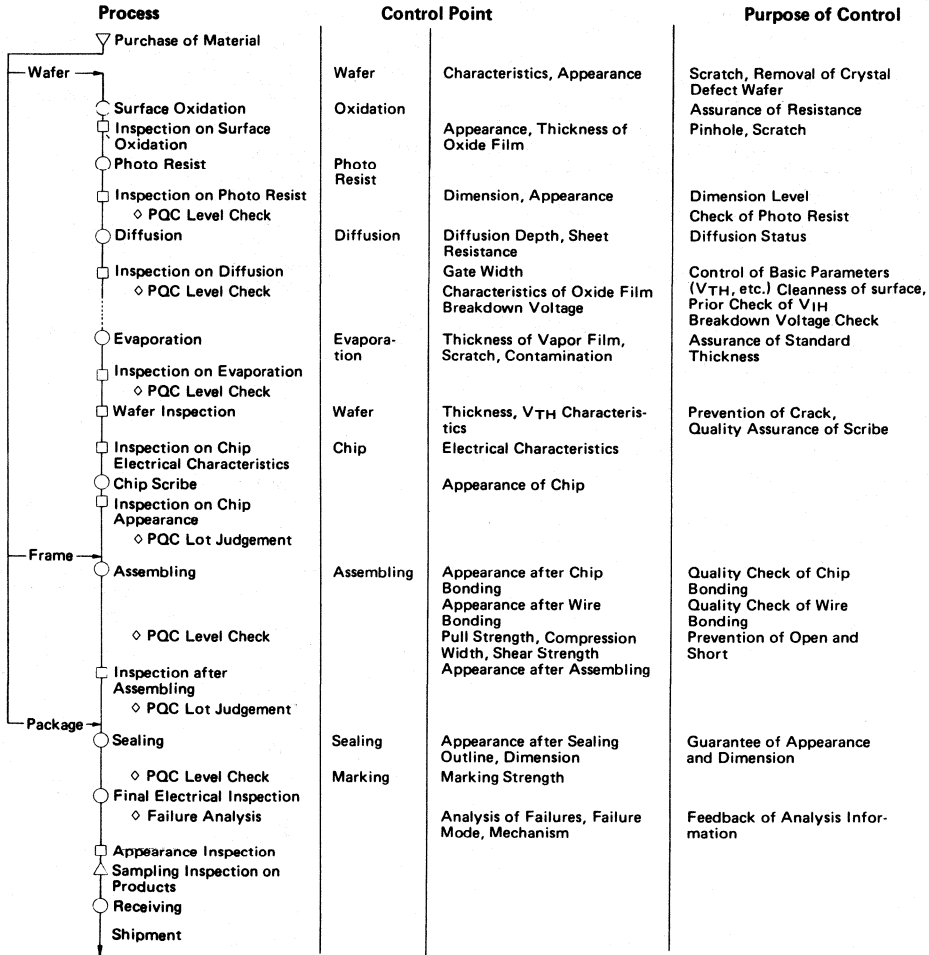 Process Control Point Purpose of Control
Purchase of Material
Wafer Wafer Characteristics, Appearance Scratch, Removal of Crystal
Defect Wafer
Surface Oxidation Oxidation Assurance of Resistance
Inspection on Surface Appearance, Thickness of Pinhole, Scratch
Oxidation Oxide Film
Photo Resist Photo
Resist
Inspection on Photo Resist Dimension, Appearance Dimension Level
◇ PQC Level Check Check of Photo Resist
Diffusion Diffusion Diffusion Depth, Sheet Diffusion Status
Resistance
Inspection on Diffusion Gate Width Control of Basic Parameters
◇ PQC Level Check Characteristics of Oxide Film (VTH, etc.) Cleanness of surface,
Breakdown Voltage Prior Check of VIH
Breakdown Voltage Check
Evaporation Evapora- Thickness of Vapor Film, Assurance of Standard
tion Scratch, Contamination Thickness
Inspection on Evaporation
◇ PQC Level Check
Wafer Inspection Wafer Thickness, VTH Characteris- Prevention of Crack,
tics Quality Assurance of Scribe
Inspection on Chip Chip Electrical Characteristics
Electrical Characteristics
Chip Scribe Appearance of Chip
Inspection on Chip
Appearance
◇ PQC Lot Judgement
Frame
Assembling Assembling Appearance after Chip Quality Check of Chip
Bonding Bonding
Appearance after Wire Quality Check of Wire
Bonding Bonding
◇ PQC Level Check Pull Strength, Compression Prevention of Open and
Width, Shear Strength Short
Inspection after Appearance after Assembling
Assembling
◇ PQC Lot Judgement
Package
Sealing Sealing Appearance after Sealing Guarantee of Appearance
Outline, Dimension and Dimension
◇ PQC Level Check Marking Marking Strength
Final Electrical Inspection
◇ Failure Analysis Analysis of Failures, Failure Feedback of Analysis Infor-
Mode, Mechanism mation
Appearance Inspection
Sampling Inspection on
Products
Receiving
Shipment